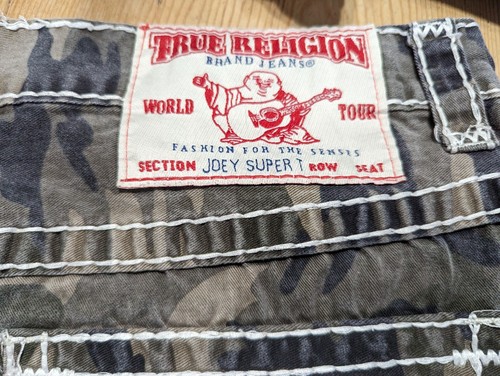 TRUE RELIGION
BRAND JEANS®
WORLD TOUR
FASHION FOR THE SENSES
SECTION JOEY SUPER T ROW SEAT